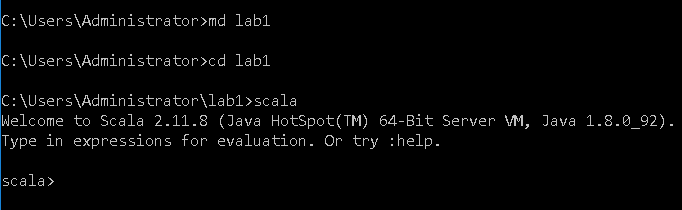 C:\Users\Administrator>md lab1
C:\Users\Administrator>cd lab1
C:\Users\Administrator\lab1>scala
Welcome to Scala 2.11.8 (Java HotSpot(TM) 64-Bit Server VM, Java 1.8.0_92).
Type in expressions for evaluation. Or try :help.
scala>